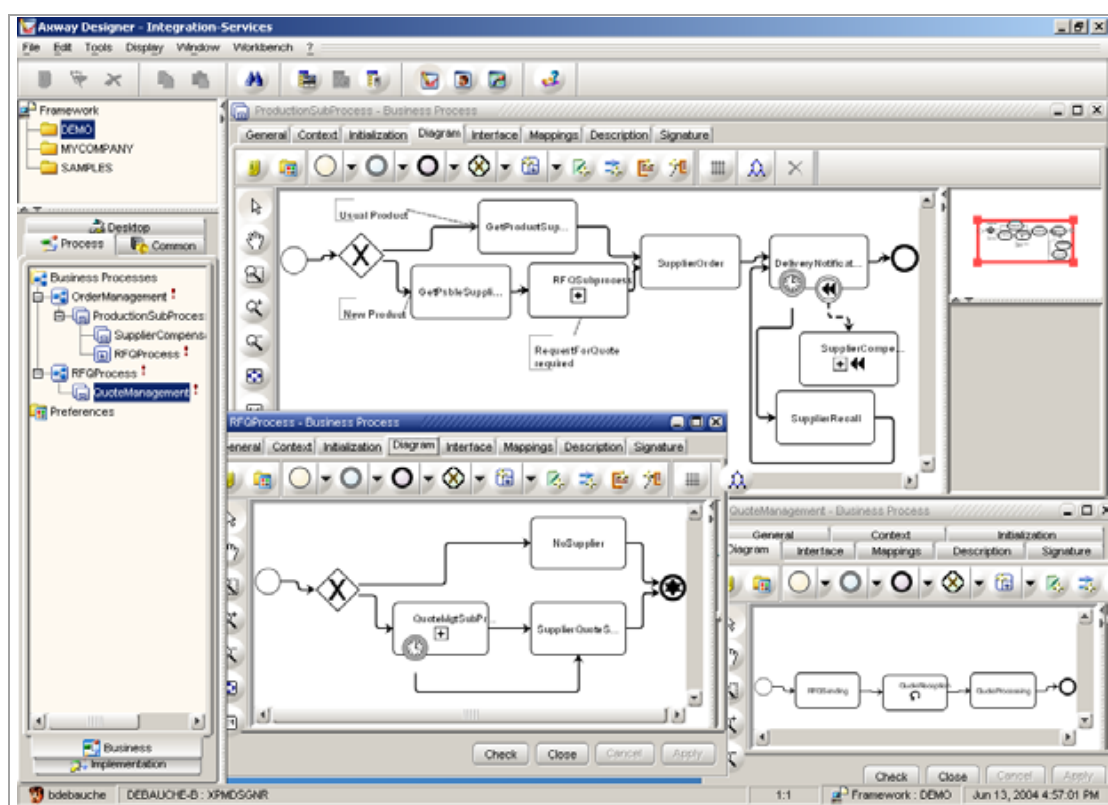 Axway Designer - Integration-Services
File Edit Tools Display Window Workbench ?
Framework
DEMO
MYCOMPANY
SAMPLES
Desktop
Process Common
Business Processes
OrderManagement !
ProductionSubProces
SupplierCompensa
RFQProcess !
RFQProcess !
QuoteManagement !
Preferences
Business
Implementation
ProductionSubProcess - Business Process
General Context Initialization Diagram Interface Mappings Description Signature
Usual Product
GetProductSup...
SupplierOrder
DeliveryNotificat...
X
GetPsbleSuppli...
RFQSubprocess
New Product
RequestForQuote
required
SupplierCompe...
SupplierRecall
RFQProcess - Business Process
eneral Context Initialization Diagram Interface Mappings Description Signature
NoSupplier
X
QuoteMgtSubPr...
SupplierQuoteS...
Check Close Cancel Apply
QuoteManagement - Business Process
General Context Initialization
Diagram Interface Mappings Description Signature
RFQSending QuoteReception QuoteProcessing
Check Close Cancel Apply
bdebauche DEBAUCHE-B : XPMDSGNR 1:1 Framework : DEMO Jun 13, 2004 4:57:01 PM